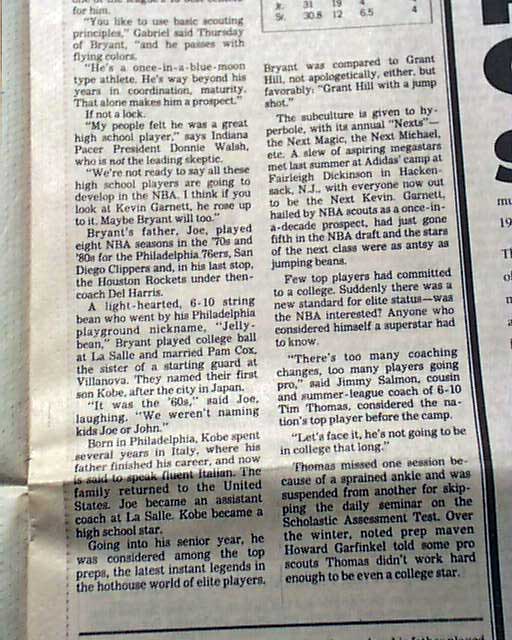 for him.
"You like to use basic scouting
principles," Gabriel said Thursday
of Bryant, "and he passes with
flying colors.
"He's a once-in-a-blue-moon
type athlete. He's way beyond his
years in coordination, maturity.
That alone makes him a prospect."
If not a lock.
"My people felt he was a great
high school player," says Indiana
Pacer President Donnie Walsh,
who is not the leading skeptic.
"We're not ready to say all these
high school players are going to
develop in the NBA. I think if you
look at Kevin Garnett, he rose up
to it. Maybe Bryant will too."
Bryant's father, Joe, played
eight NBA seasons in the '70s and
'80s for the Philadelphia 76ers, San
Diego Clippers and, in his last stop,
the Houston Rockets under then-
coach Del Harris.
A light-hearted, 6-10 string
bean who went by his Philadelphia
playground nickname, "Jelly-
bean," Bryant played college ball
at La Salle and married Pam Cox,
the sister of a starting guard at
Villanova. They named their first
son Kobe, after the city in Japan.
"It was the '60s," said Joe,
laughing. "We weren't naming
kids Joe or John."
Born in Philadelphia, Kobe spent
several years in Italy, where his
father finished his career, and now
is said to speak fluent Italian. The
family returned to the United
States. Joe became an assistant
coach at La Salle. Kobe became a
high school star.
Going into his senior year, he
was considered among the top
preps, the latest instant legends in
the hothouse world of elite players.
Jr. 31 19 4 4
Sr. 30.8 12 6.5 4
Bryant was compared to Grant
Hill, not apologetically, either, but
favorably: "Grant Hill with a jump
shot."
The subculture is given to hy-
perbole, with its annual "Nexts"—
the Next Magic, the Next Michael,
etc. A slew of aspiring megastars
met last summer at Adidas' camp at
Fairleigh Dickinson in Hacken-
sack, N.J., with everyone now out
to be the Next Kevin. Garnett,
hailed by NBA scouts as a once-in-
a-decade prospect, had just gone
fifth in the NBA draft and the stars
of the next class were as antsy as
jumping beans.
Few top players had committed
to a college. Suddenly there was a
new standard for elite status—was
the NBA interested? Anyone who
considered himself a superstar had
to know.
"There's too many coaching
changes, too many players going
pro," said Jimmy Salmon, cousin
and summer-league coach of 6-10
Tim Thomas, considered the na-
tion's top player before the camp.
"Let's face it, he's not going to be
in college that long."
Thomas missed one session be-
cause of a sprained ankle and was
suspended from another for skip-
ping the daily seminar on the
Scholastic Assessment Test. Over
the winter, noted prep maven
Howard Garfinkel told some pro
scouts Thomas didn't work hard
enough to be even a college star.